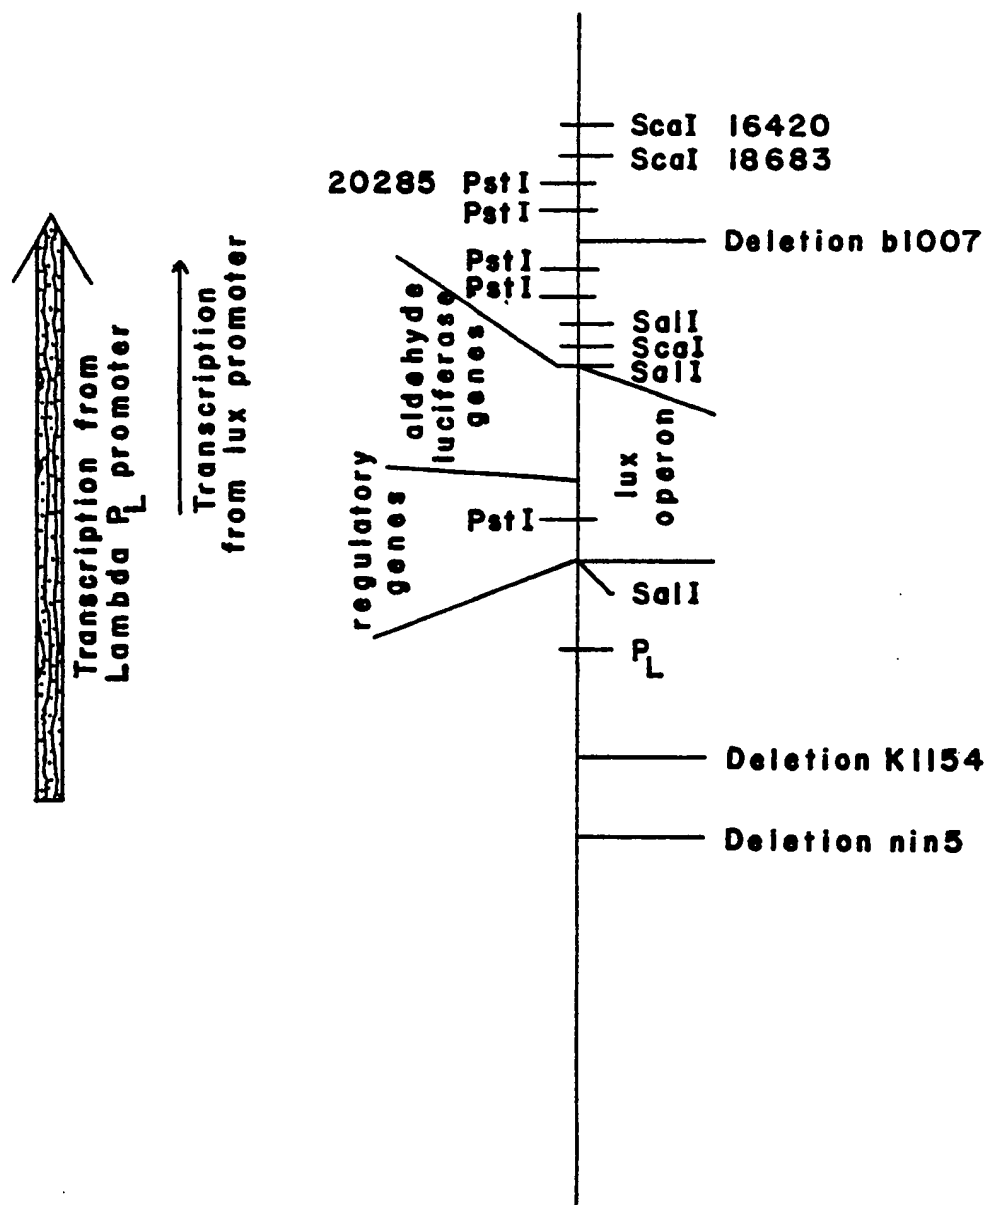 ScaI 16420
ScaI 18683
20285 PstI
PstI
Deletion b1007
PstI
PstI
SalI
ScaI
SalI
Transcription from
Lambda PL promoter
Transcription
from lux promoter
aldehyde
luciferase
genes
lux
operon
regulatory
genes
PstI
SalI
PL
Deletion K1154
Deletion nin5